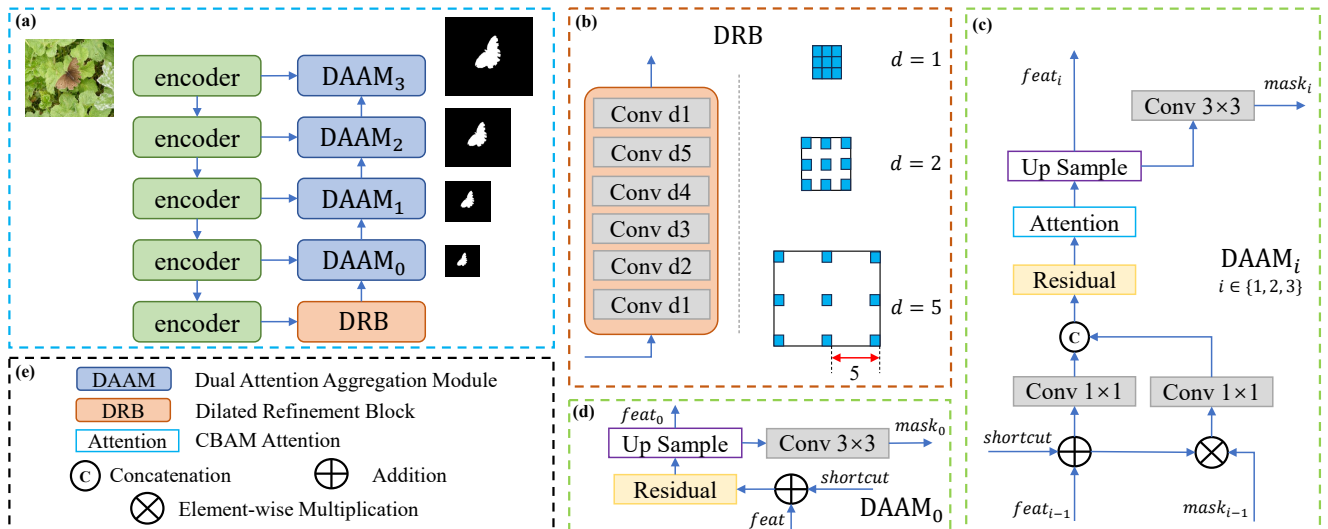 (a)
encoder
DAAM₃
encoder
DAAM₂
encoder
DAAM₁
encoder
DAAM₀
encoder
DRB
(b)
DRB
Conv d1
Conv d5
Conv d4
Conv d3
Conv d2
Conv d1
d = 1
d = 2
d = 5
5
(c)
featᵢ
maskᵢ
Conv 3×3
Up Sample
Attention
Residual
DAAMᵢ
i ∈ {1, 2, 3}
C
Conv 1×1
Conv 1×1
shortcut
featᵢ₋₁
maskᵢ₋₁
(d)
feat₀
mask₀
Up Sample
Conv 3×3
Residual
shortcut
feat
DAAM₀
(e)
DAAM Dual Attention Aggregation Module
DRB Dilated Refinement Block
Attention CBAM Attention
C Concatenation
Addition
Element-wise Multiplication